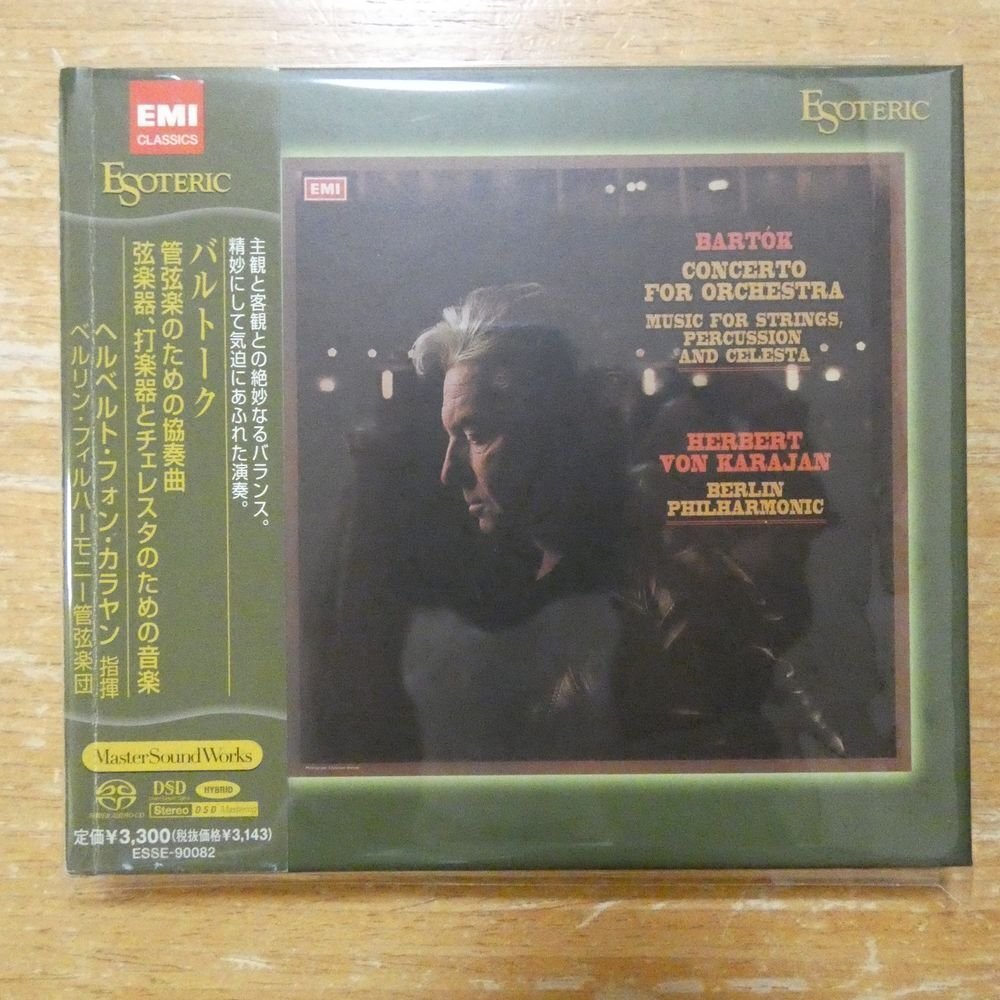 EMI
CLASSICS
ESOTERIC
主観と客観との絶妙なるバランス。
精妙にして気迫にあふれた演奏。
バルトーク
管弦楽のための協奏曲
弦楽器、打楽器とチェレスタのための音楽
ヘルベルト・フォン・カラヤン 指揮
ベルリン・フィルハーモニー管弦楽団
MasterSoundWorks
DSD
HYBRID
Stereo DSD Mastering
定価¥3,300(税抜価格¥3,143)
ESSE-90082
ESOTERIC
EMI
BARTÓK
CONCERTO
FOR ORCHESTRA
MUSIC FOR STRINGS,
PERCUSSION
AND CELESTA
HERBERT
VON KARAJAN
BERLIN
PHILHARMONIC